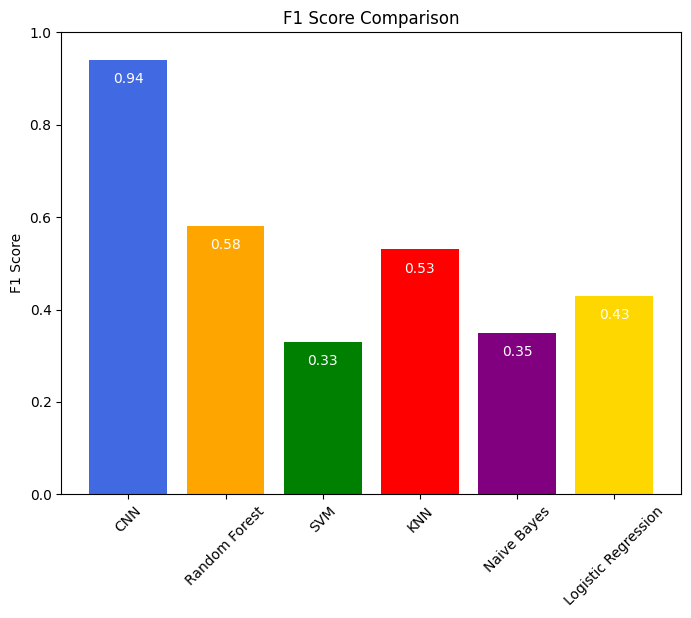 F1 Score Comparison
F1 Score
1.0
0.8
0.6
0.4
0.2
0.0
0.94
0.58
0.33
0.53
0.35
0.43
CNN
Random Forest
SVM
KNN
Naive Bayes
Logistic Regression